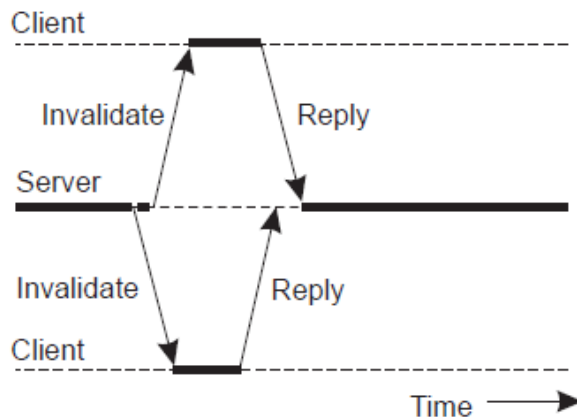 Client
Invalidate
Reply
Server
Invalidate
Reply
Client
Time